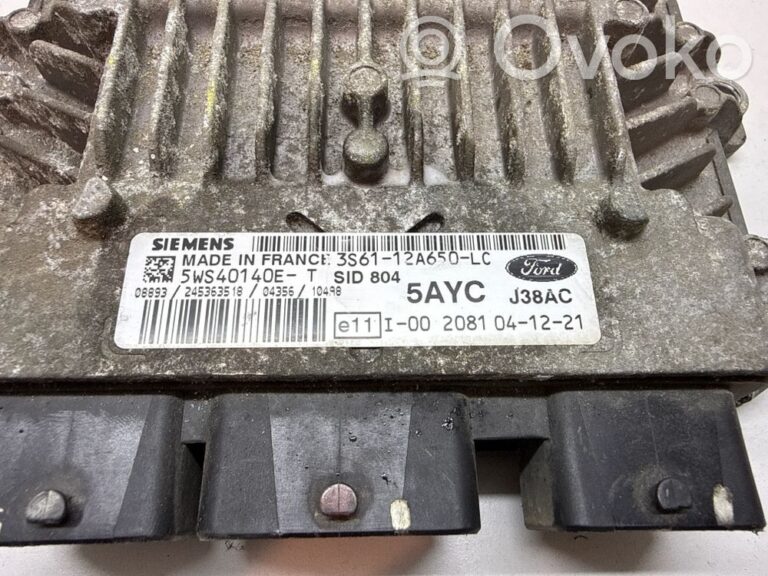 Ovoko
SIEMENS
MADE IN FRANCE 3S61-12A650-LC
5WS40140E- T SID 804
Ford
08893 / 245363518 / 04356 / 10498
5AYC J38AC
e11 I-00 2081 04-12-21